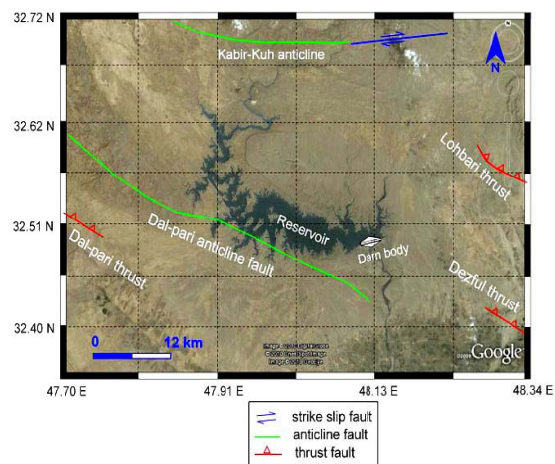 32.72 N
32.62 N
32.51 N
32.40 N
Kabir-Kuh anticline
N
Lohbari thrust
Dal-pari thrust
Dal-pari anticline fault
Reservoir
Dam body
Dezful thrust
0 12 km
Google
47.70 E 47.91 E 48.13 E 48.34 E
strike slip fault
anticline fault
thrust fault